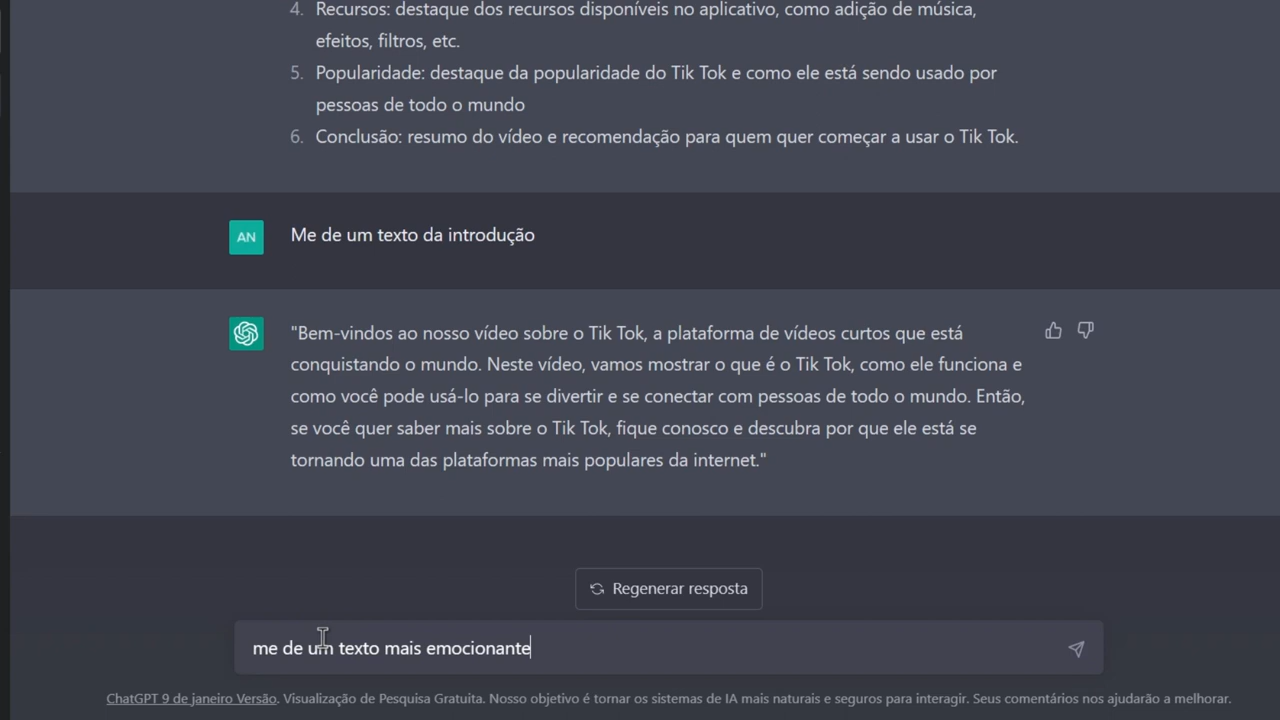 4. Recursos: destaque dos recursos disponíveis no aplicativo, como adição de música,
efeitos, filtros, etc.
5. Popularidade: destaque da popularidade do Tik Tok e como ele está sendo usado por
pessoas de todo o mundo
6. Conclusão: resumo do vídeo e recomendação para quem quer começar a usar o Tik Tok.
AN
Me de um texto da introdução
"Bem-vindos ao nosso vídeo sobre o Tik Tok, a plataforma de vídeos curtos que está
conquistando o mundo. Neste vídeo, vamos mostrar o que é o Tik Tok, como ele funciona e
como você pode usá-lo para se divertir e se conectar com pessoas de todo o mundo. Então,
se você quer saber mais sobre o Tik Tok, fique conosco e descubra por que ele está se
tornando uma das plataformas mais populares da internet."
Regenerar resposta
me de um texto mais emocionante
ChatGPT 9 de janeiro Versão. Visualização de Pesquisa Gratuita. Nosso objetivo é tornar os sistemas de IA mais naturais e seguros para interagir. Seus comentários nos ajudarão a melhorar.